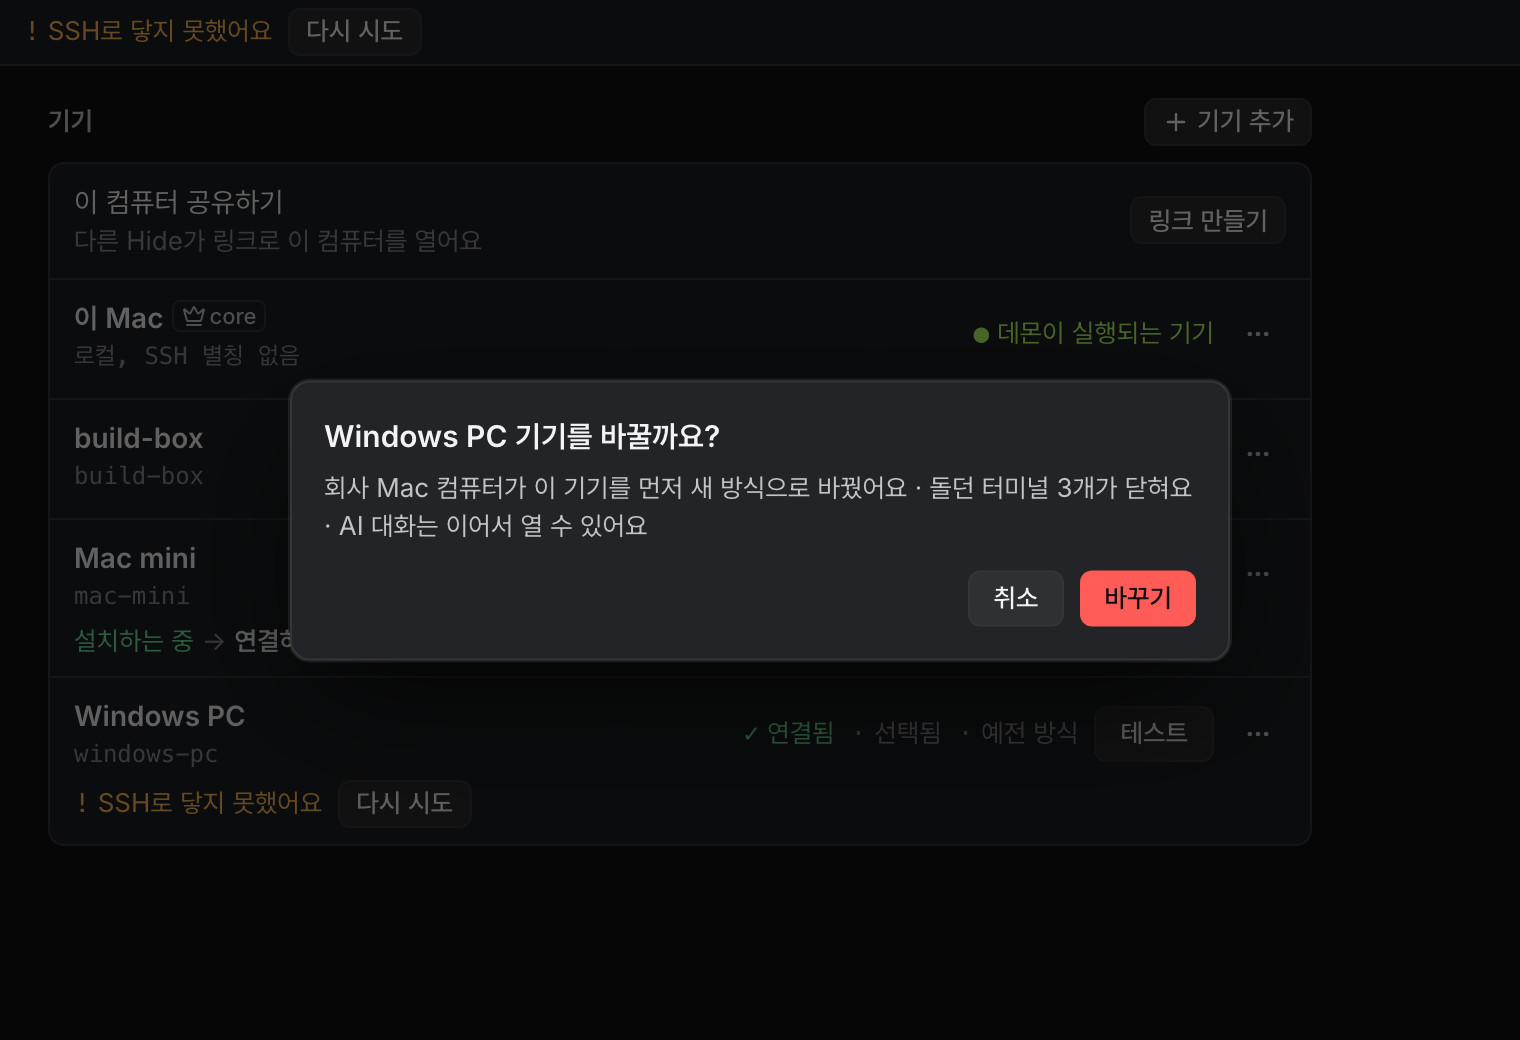 ! SSH로 닿지 못했어요 다시 시도
기기
+ 기기 추가
이 컴퓨터 공유하기
다른 Hide가 링크로 이 컴퓨터를 열어요
링크 만들기
이 Mac core
로컬, SSH 별칭 없음
데몬이 실행되는 기기 ···
build-box
build-box
···
Windows PC 기기를 바꿀까요?
회사 Mac 컴퓨터가 이 기기를 먼저 새 방식으로 바꿨어요 · 돌던 터미널 3개가 닫혀요
· AI 대화는 이어서 열 수 있어요
취소 바꾸기
Mac mini
mac-mini
···
설치하는 중 → 연결
Windows PC
windows-pc
✓ 연결됨 · 선택됨 · 예전 방식 테스트 ···
! SSH로 닿지 못했어요 다시 시도